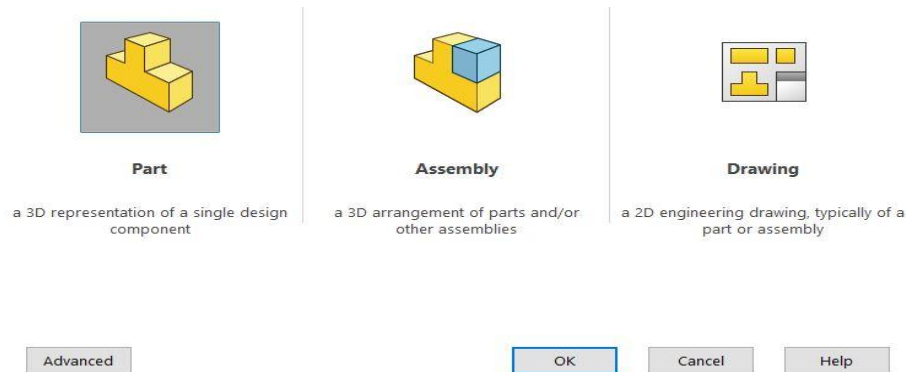 Part
a 3D representation of a single design
component
Assembly
a 3D arrangement of parts and/or
other assemblies
Drawing
a 2D engineering drawing, typically of a
part or assembly
Advanced
OK
Cancel
Help